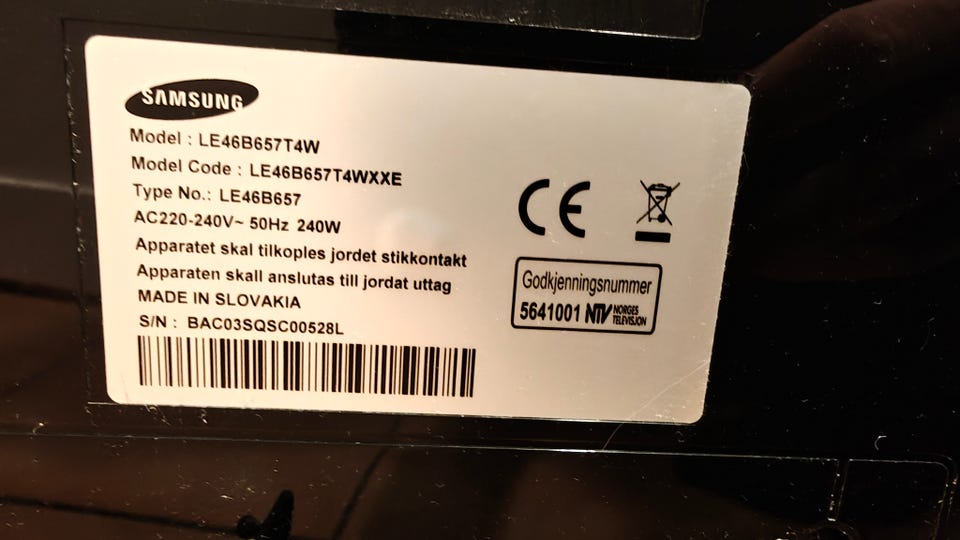 SAMSUNG
Model : LE46B657T4W
Model Code : LE46B657T4WXXE
Type No.: LE46B657
AC220-240V~ 50Hz 240W
Apparatet skal tilkoples jordet stikkontakt
Apparaten skall anslutas till jordat uttag
MADE IN SLOVAKIA
S/N : BAC03SQSC00528L
CE
Godkjenningsnummer
5641001 NTV NORGES
TELEVISJON